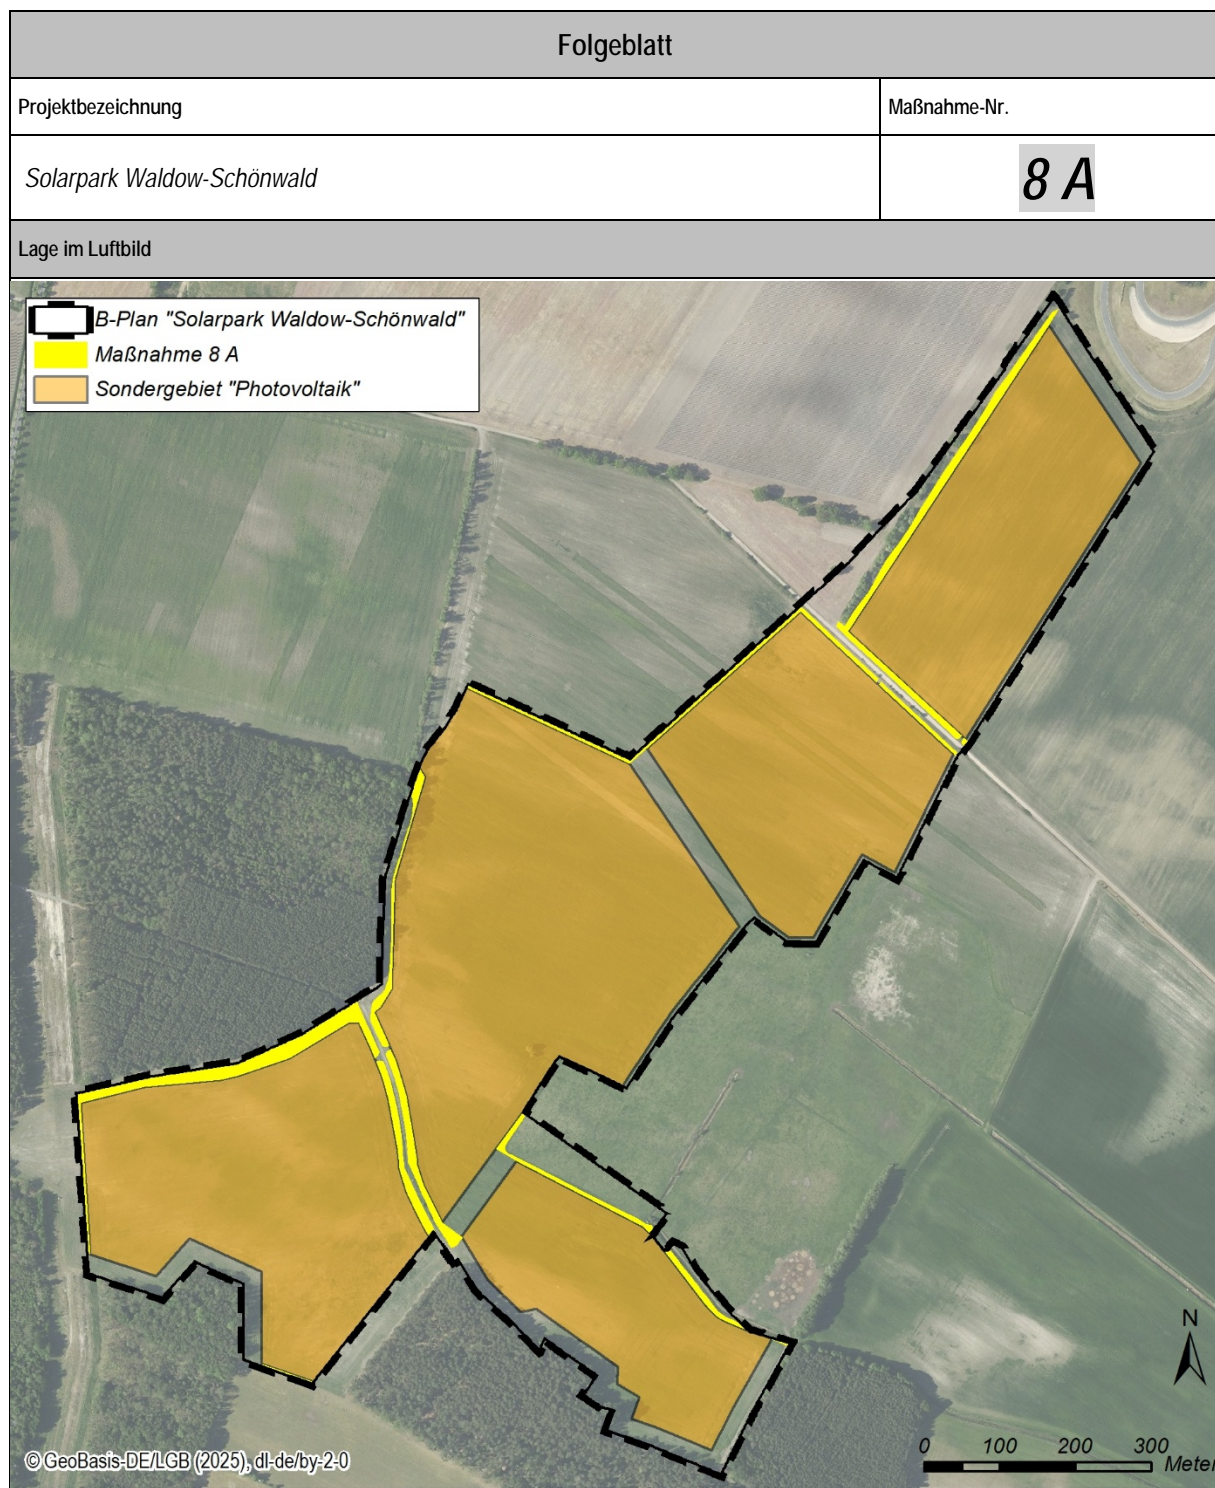 Folgeblatt
Projektbezeichnung
Maßnahme-Nr.
Solarpark Waldow-Schönwald
8 A
Lage im Luftbild
B-Plan "Solarpark Waldow-Schönwald"
Maßnahme 8 A
Sondergebiet "Photovoltaik"
N
0 100 200 300
Meter
© GeoBasis-DE/LGB (2025), dl-de/by-2-0